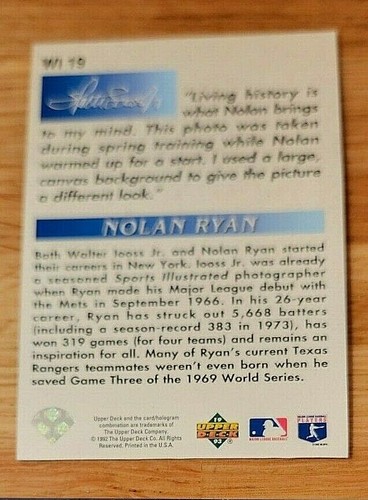 WI 19
"Living history is
what Nolan brings
to my mind. This photo was taken
during spring training while Nolan
warmed up for a start. I used a large,
canvas background to give the picture
a different look."
NOLAN RYAN
Both Walter Iooss Jr. and Nolan Ryan started
their careers in New York. Iooss Jr. was already
a seasoned Sports Illustrated photographer
when Ryan made his Major League debut with
the Mets in September 1966. In his 26-year
career, Ryan has struck out 5,668 batters
(including a season-record 383 in 1973), has
won 319 games (for four teams) and remains an
inspiration for all. Many of Ryan's current Texas
Rangers teammates weren't even born when he
saved Game Three of the 1969 World Series.
Upper Deck and the card/hologram
combination are trademarks of
The Upper Deck Company.
© 1992 The Upper Deck Co. All Rights
Reserved. Printed in the U.S.A.
19
UPPER
DECK
93
MAJOR LEAGUE BASEBALL
PLAYERS